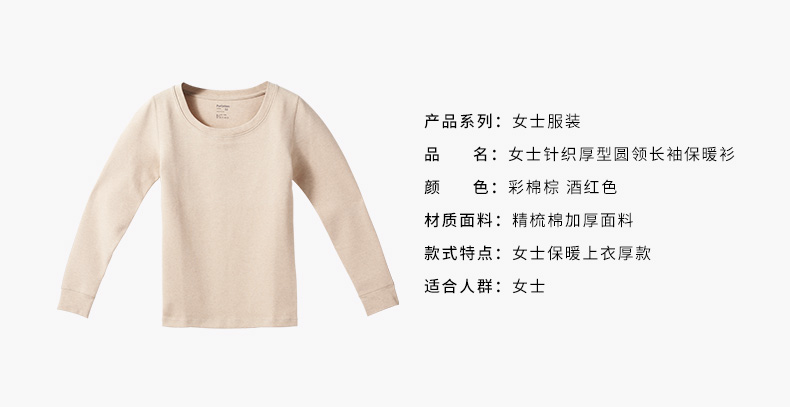 产品系列：女士服装
品　　名：女士针织厚型圆领长袖保暖衫
颜　　色：彩棉棕 酒红色
材质面料：精梳棉加厚面料
款式特点：女士保暖上衣厚款
适合人群：女士